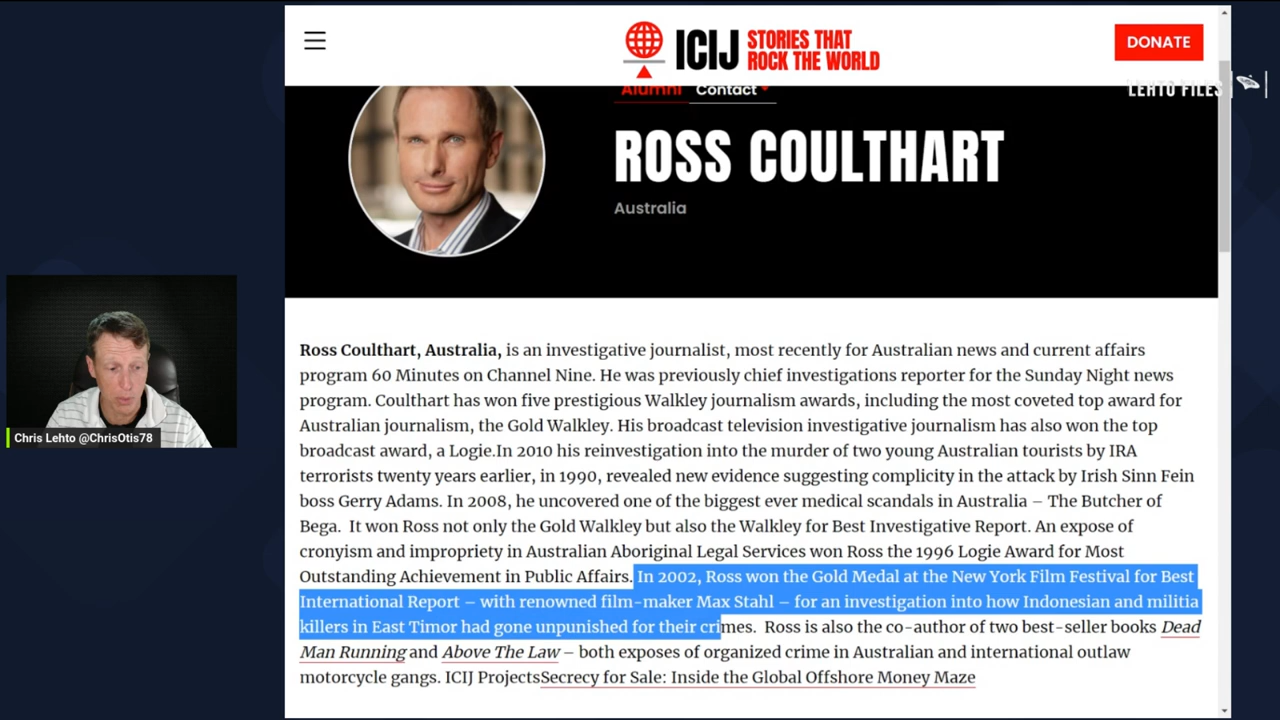 ICIJ STORIES THAT
ROCK THE WORLD
DONATE
LEHTO FILES
Alumni Contact
ROSS COULTHART
Australia
Ross Coulthart, Australia, is an investigative journalist, most recently for Australian news and current affairs
program 60 Minutes on Channel Nine. He was previously chief investigations reporter for the Sunday Night news
program. Coulthart has won five prestigious Walkley journalism awards, including the most coveted top award for
Australian journalism, the Gold Walkley. His broadcast television investigative journalism has also won the top
broadcast award, a Logie.In 2010 his reinvestigation into the murder of two young Australian tourists by IRA
terrorists twenty years earlier, in 1990, revealed new evidence suggesting complicity in the attack by Irish Sinn Fein
boss Gerry Adams. In 2008, he uncovered one of the biggest ever medical scandals in Australia – The Butcher of
Bega.  It won Ross not only the Gold Walkley but also the Walkley for Best Investigative Report. An expose of
cronyism and impropriety in Australian Aboriginal Legal Services won Ross the 1996 Logie Award for Most
Outstanding Achievement in Public Affairs. In 2002, Ross won the Gold Medal at the New York Film Festival for Best
International Report – with renowned film-maker Max Stahl – for an investigation into how Indonesian and militia
killers in East Timor had gone unpunished for their crimes.  Ross is also the co-author of two best-seller books Dead
Man Running and Above The Law – both exposes of organized crime in Australian and international outlaw
motorcycle gangs. ICIJ ProjectsSecrecy for Sale: Inside the Global Offshore Money Maze
Chris Lehto @ChrisOtis78